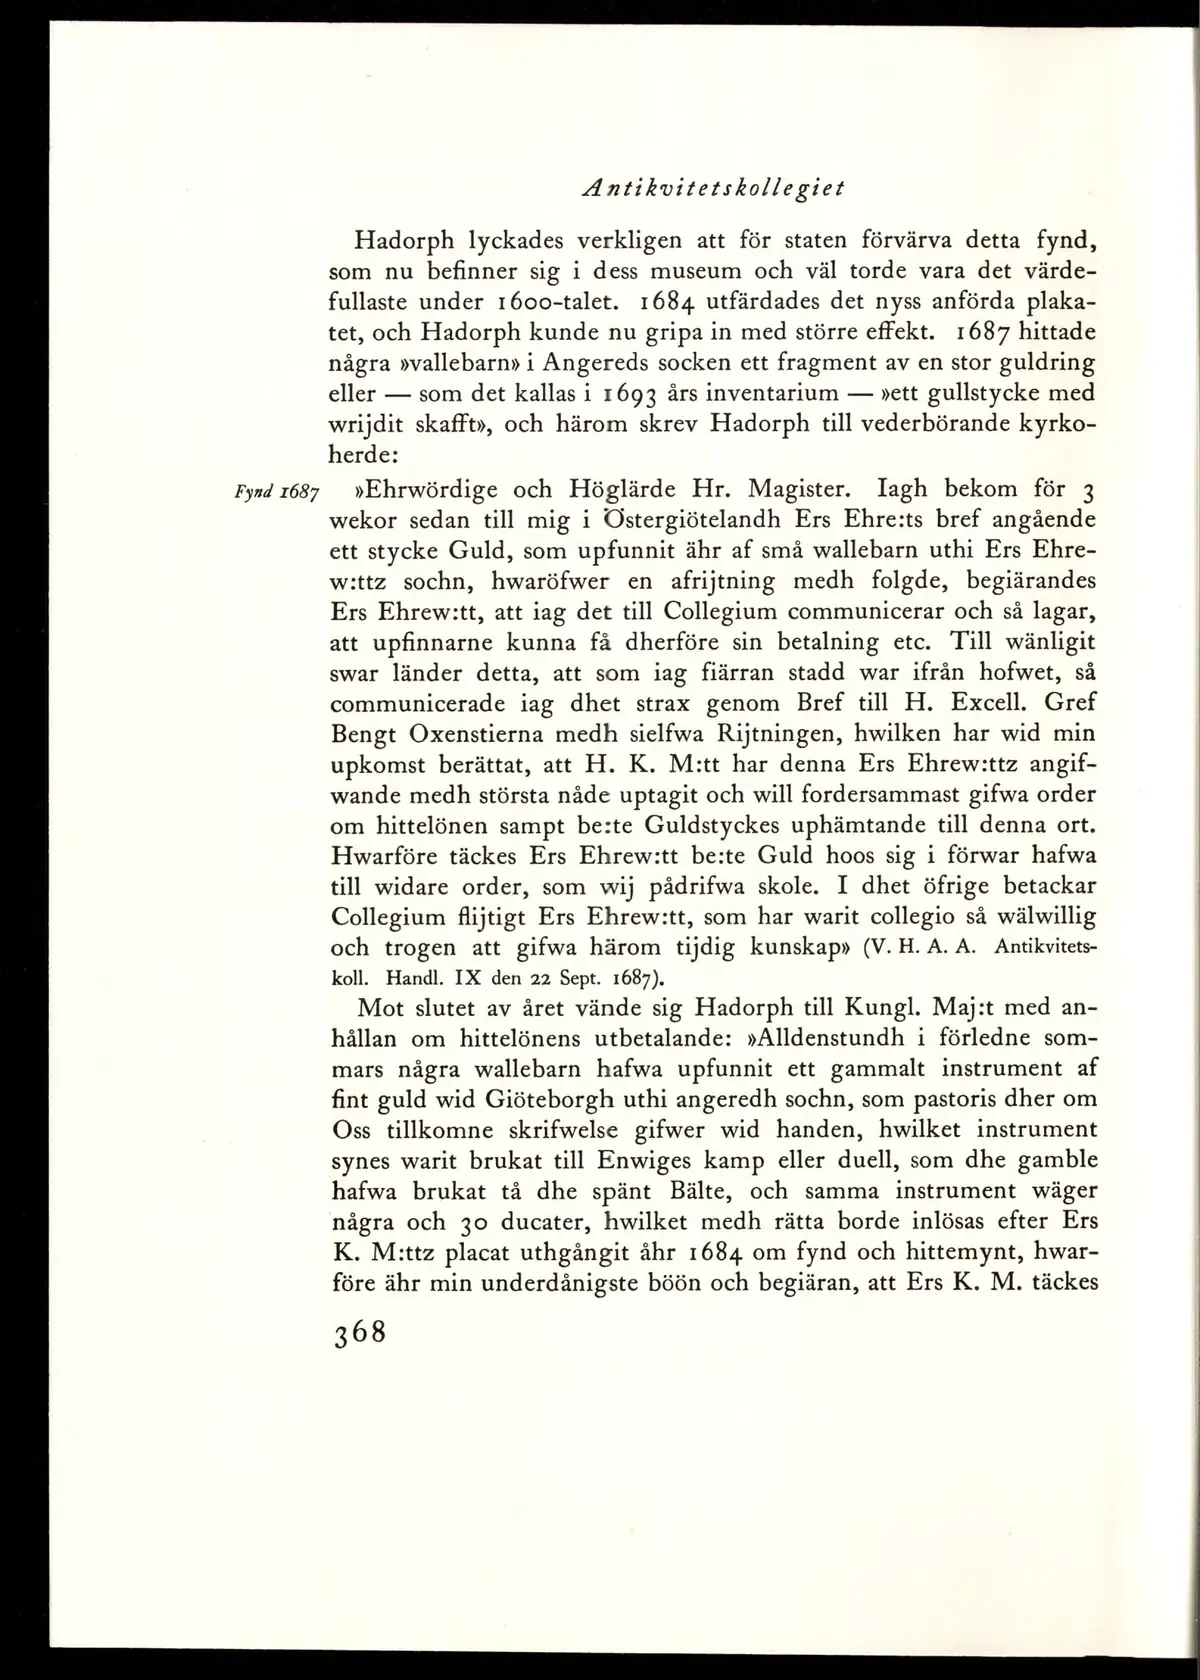 Antikvitetskollegiet
Hadorph lyckades verkligen att för staten förvärva detta fynd,
som nu befinner sig i dess museum och väl torde vara det värde-
fullaste under 1600-talet. 1684 utfärdades det nyss anförda plaka-
tet, och Hadorph kunde nu gripa in med större effekt. 1687 hittade
några »vallebarn» i Angereds socken ett fragment av en stor guldring
eller — som det kallas i 1693 års inventarium — »ett gullstycke med
wrijdit skafft», och härom skrev Hadorph till vederbörande kyrko-
herde:
Fynd 1687 »Ehrwördige och Höglärde Hr. Magister. Iagh bekom för 3
wekor sedan till mig i Östergiötelandh Ers Ehre:ts bref angående
ett stycke Guld, som upfunnit ähr af små wallebarn uthi Ers Ehre-
w:ttz sochn, hwaröfwer en afrijtning medh folgde, begiärandes
Ers Ehrew:tt, att iag det till Collegium communicerar och så lagar,
att upfinnarne kunna få dherföre sin betalning etc. Till wänligit
swar länder detta, att som iag fiärran stadd war ifrån hofwet, så
communicerade iag dhet strax genom Bref till H. Excell. Gref
Bengt Oxenstierna medh sielfwa Rijtningen, hwilken har wid min
upkomst berättat, att H. K. M:tt har denna Ers Ehrew:ttz angif-
wande medh största nåde uptagit och will fordersammast gifwa order
om hittelönen sampt be:te Guldstyckes uphämtande till denna ort.
Hwarföre täckes Ers Ehrew:tt be:te Guld hoos sig i förwar hafwa
till widare order, som wij pådrifwa skole. I dhet öfrige betackar
Collegium flijtigt Ers Ehrew:tt, som har warit collegio så wälwillig
och trogen att gifwa härom tijdig kunskap» (V. H. A. A. Antikvitets-
koll. Handl. IX den 22 Sept. 1687).
Mot slutet av året vände sig Hadorph till Kungl. Maj:t med an-
hållan om hittelönens utbetalande: »Alldenstundh i förledne som-
mars några wallebarn hafwa upfunnit ett gammalt instrument af
fint guld wid Giöteborgh uthi angeredh sochn, som pastoris dher om
Oss tillkomne skrifwelse gifwer wid handen, hwilket instrument
synes warit brukat till Enwiges kamp eller duell, som dhe gamble
hafwa brukat tå dhe spänt Bälte, och samma instrument wäger
några och 30 ducater, hwilket medh rätta borde inlösas efter Ers
K. M:ttz placat uthgångit åhr 1684 om fynd och hittemynt, hwar-
före ähr min underdånigste böön och begiäran, att Ers K. M. täckes
368